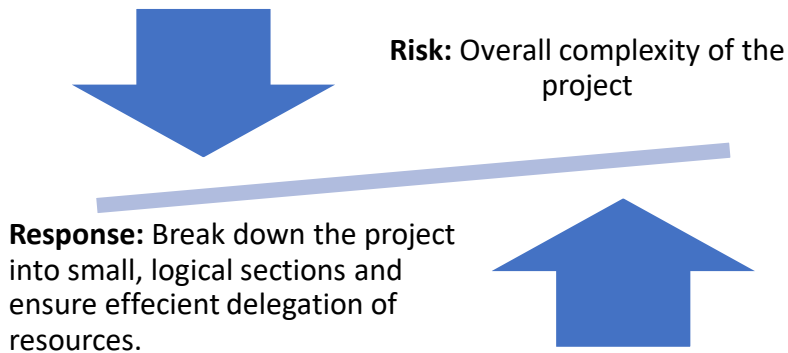 Risk: Overall complexity of the
project
Response: Break down the project
into small, logical sections and
ensure effecient delegation of
resources.